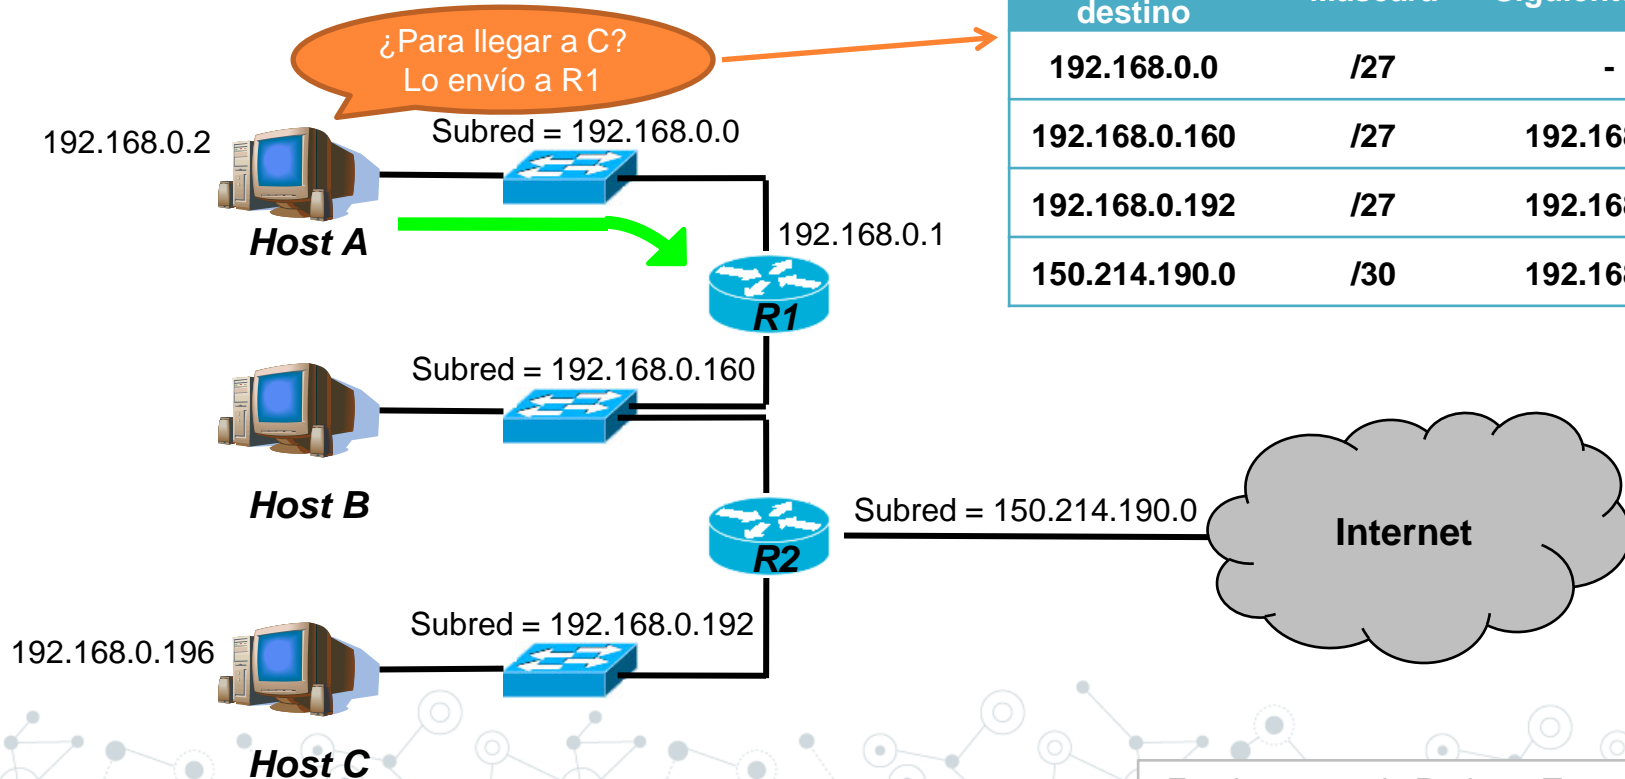 ¿Para llegar a C?
Lo envío a R1
destino
192.168.0.0 /27 -
192.168.0.160 /27
192.168.0.192 /27
150.214.190.0 /30
192.168.0.2
Subred = 192.168.0.0
Host A
192.168.0.1
R1
Subred = 192.168.0.160
Host B
Subred = 150.214.190.0
Internet
R2
Subred = 192.168.0.192
192.168.0.196
Host C